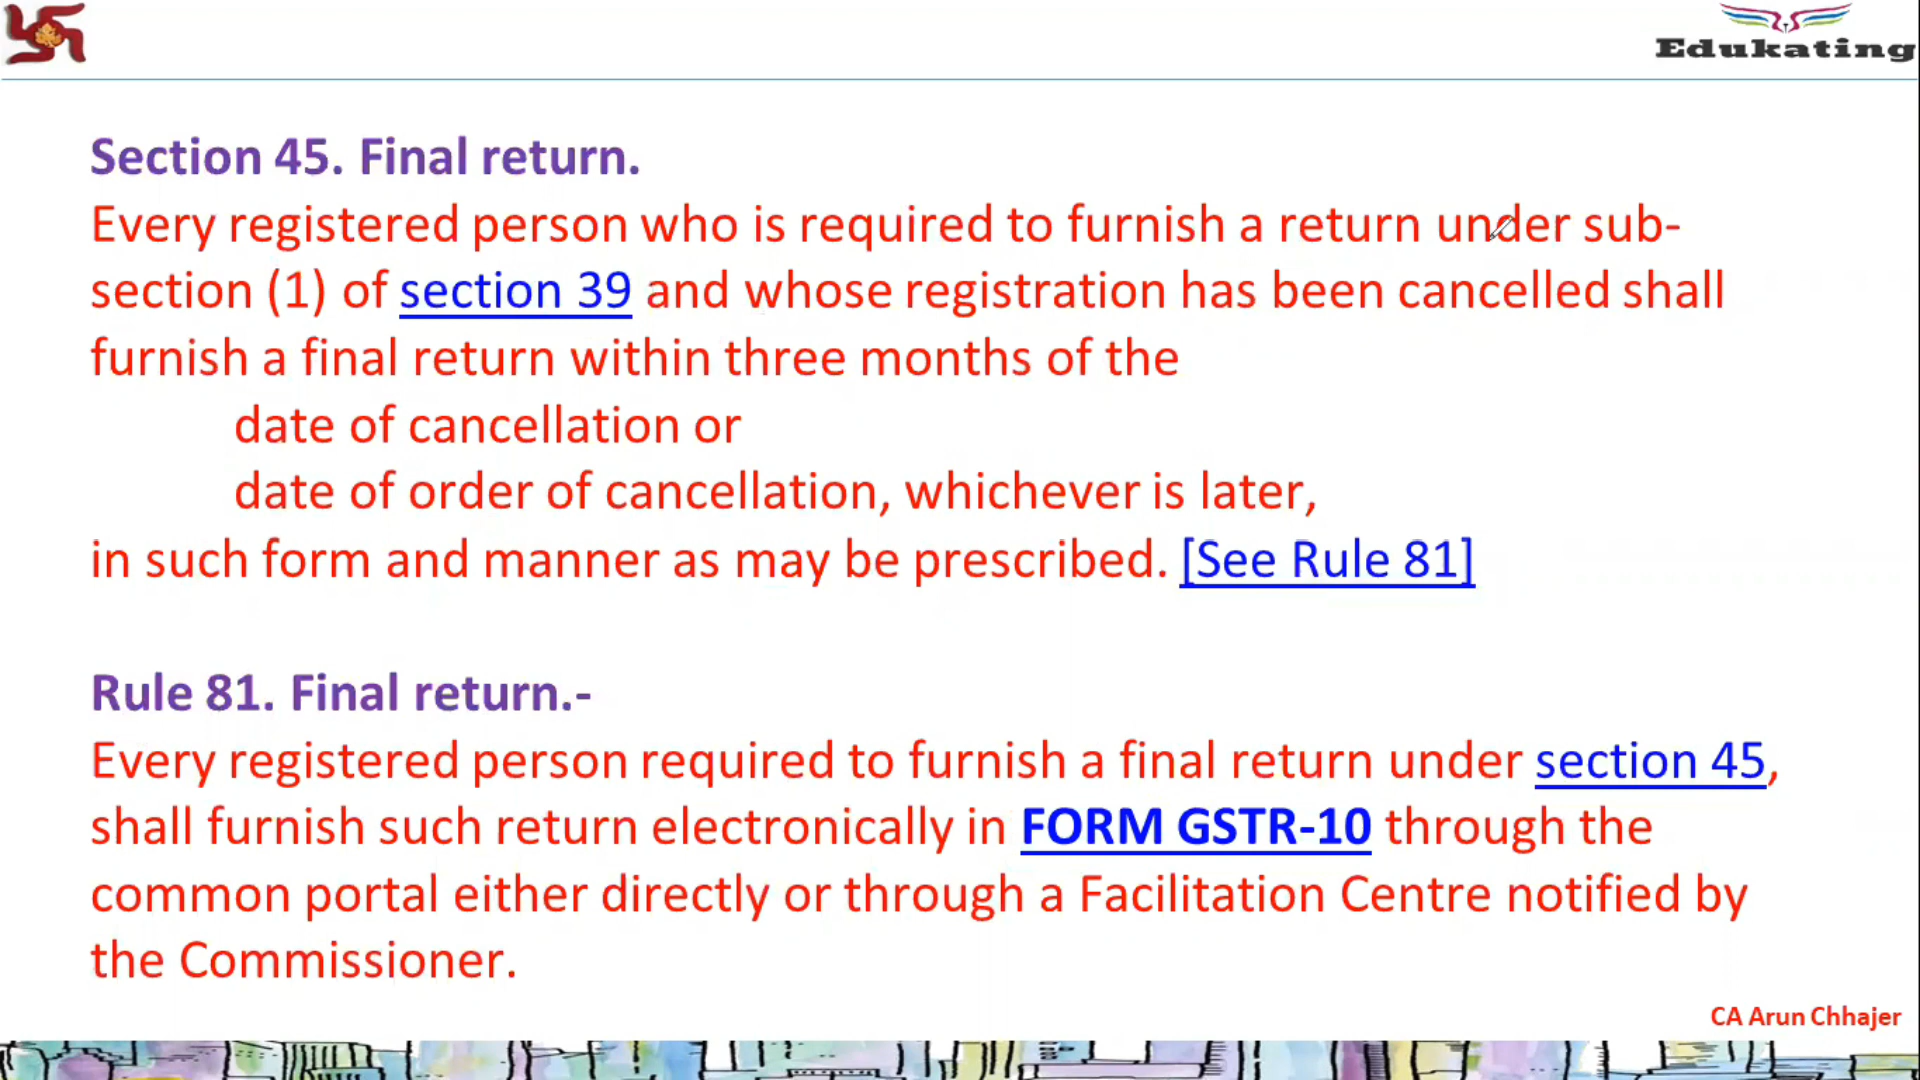 Edukating
Section 45. Final return.
Every registered person who is required to furnish a return under sub-
section (1) of section 39 and whose registration has been cancelled shall
furnish a final return within three months of the
date of cancellation or
date of order of cancellation, whichever is later,
in such form and manner as may be prescribed. [See Rule 81]
Rule 81. Final return.-
Every registered person required to furnish a final return under section 45,
shall furnish such return electronically in FORM GSTR-10 through the
common portal either directly or through a Facilitation Centre notified by
the Commissioner.
CA Arun Chhajer